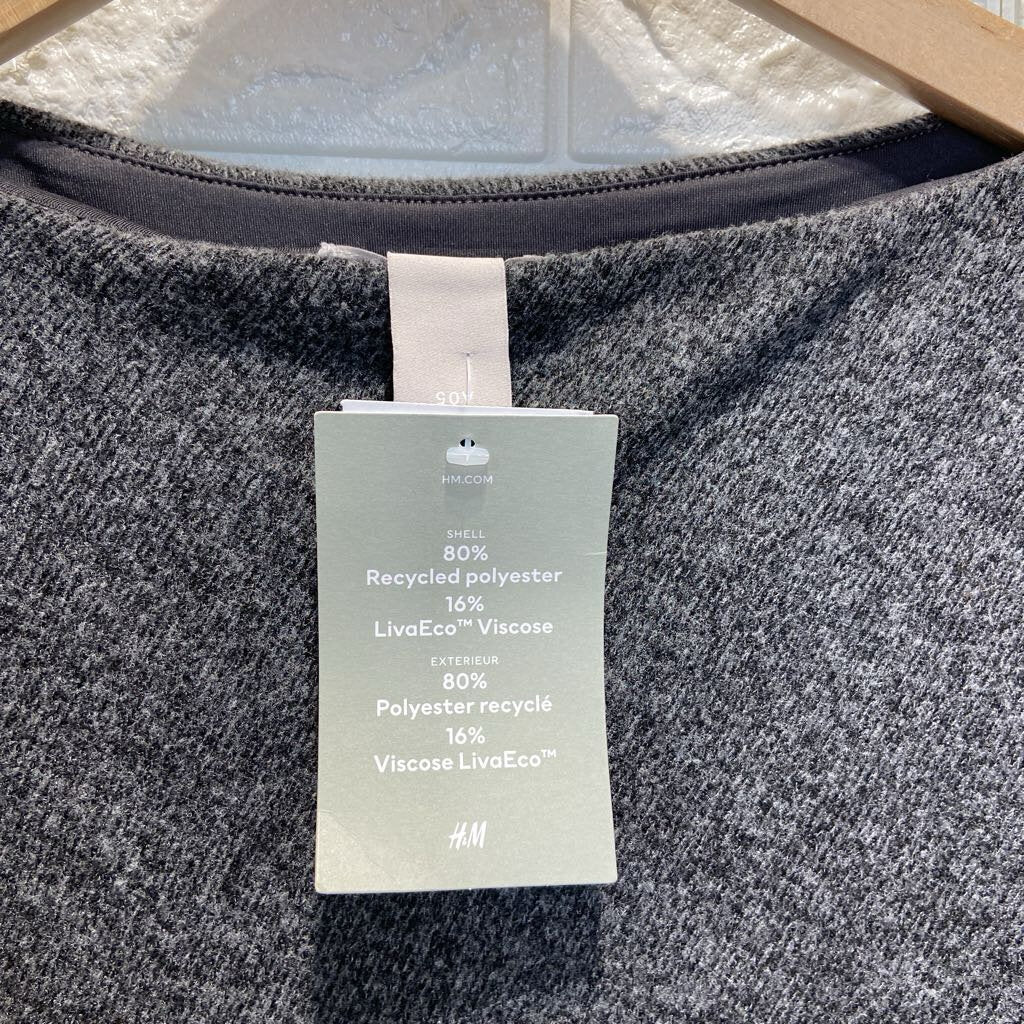 HM.COM
SHELL
80%
Recycled polyester
16%
LivaEco™ Viscose
EXTERIEUR
80%
Polyester recyclé
16%
Viscose LivaEco™
H&M